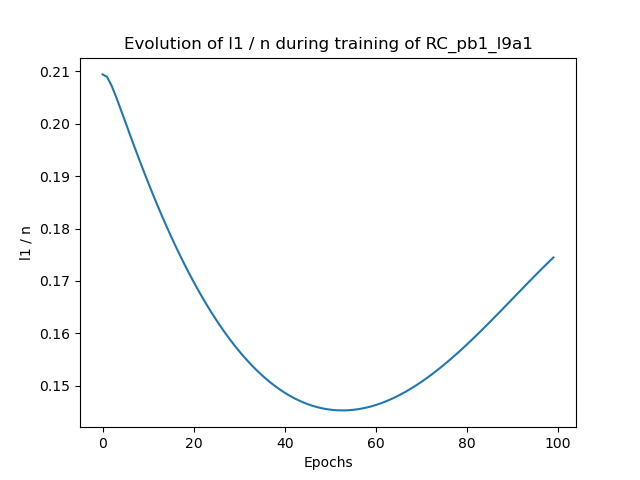 Evolution of l1 / n during training of RC_pb1_l9a1
0.21
0.20
0.19
0.18
0.17
0.16
0.15
l1 / n
0 20 40 60 80 100
Epochs